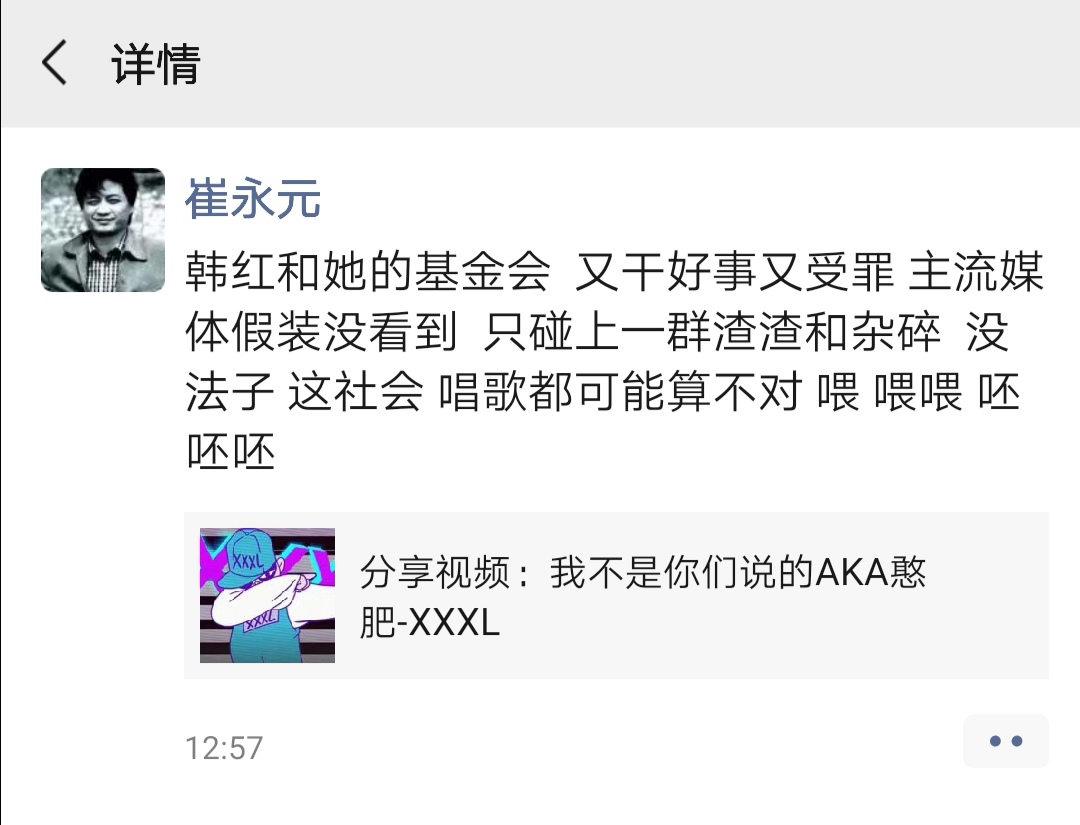 详情
崔永元
韩红和她的基金会 又干好事又受罪 主流媒
体假装没看到 只碰上一群渣渣和杂碎 没
法子 这社会 唱歌都可能算不对 喂 喂喂 呸
呸呸
XXXL
XXXL
分享视频：我不是你们说的AKA憨
肥-XXXL
12:57